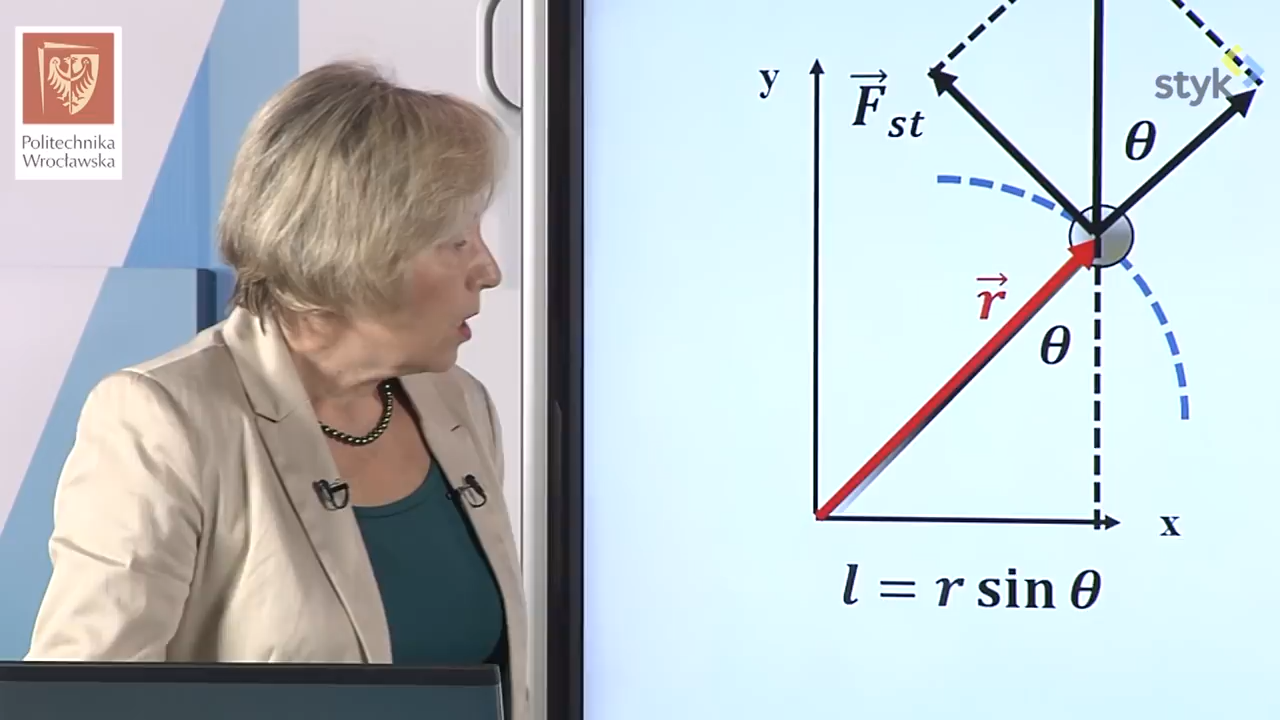 Politechnika
Wrocławska
styk
y
F⃗st
θ
r⃗
θ
x
l = r sin θ